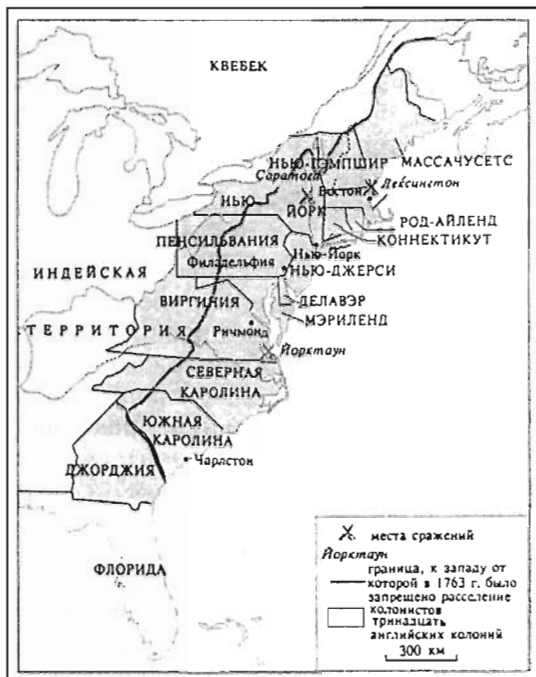 КВЕБЕК
НЬЮ-ГЭМПШИР
МАССАЧУСЕТС
Саратога
Бостон
Лексингтон
НЬЮ
ЙОРК
РОД-АЙЛЕНД
КОННЕКТИКУТ
ПЕНСИЛЬВАНИЯ
Нью-Йорк
Филадельфия
НЬЮ-ДЖЕРСИ
ИНДЕЙСКАЯ
ДЕЛАВЭР
ВИРГИНИЯ
МЭРИЛЕНД
ТЕРРИТОРИЯ
Ричмонд
Йорктаун
СЕВЕРНАЯ
КАРОЛИНА
ЮЖНАЯ
КАРОЛИНА
Чарлстон
ДЖОРДЖИЯ
ФЛОРИДА
места сражений
Йорктаун
граница, к западу от
которой в 1763 г. было
запрещено расселение
колонистов
тринадцать
английских колоний
300 км